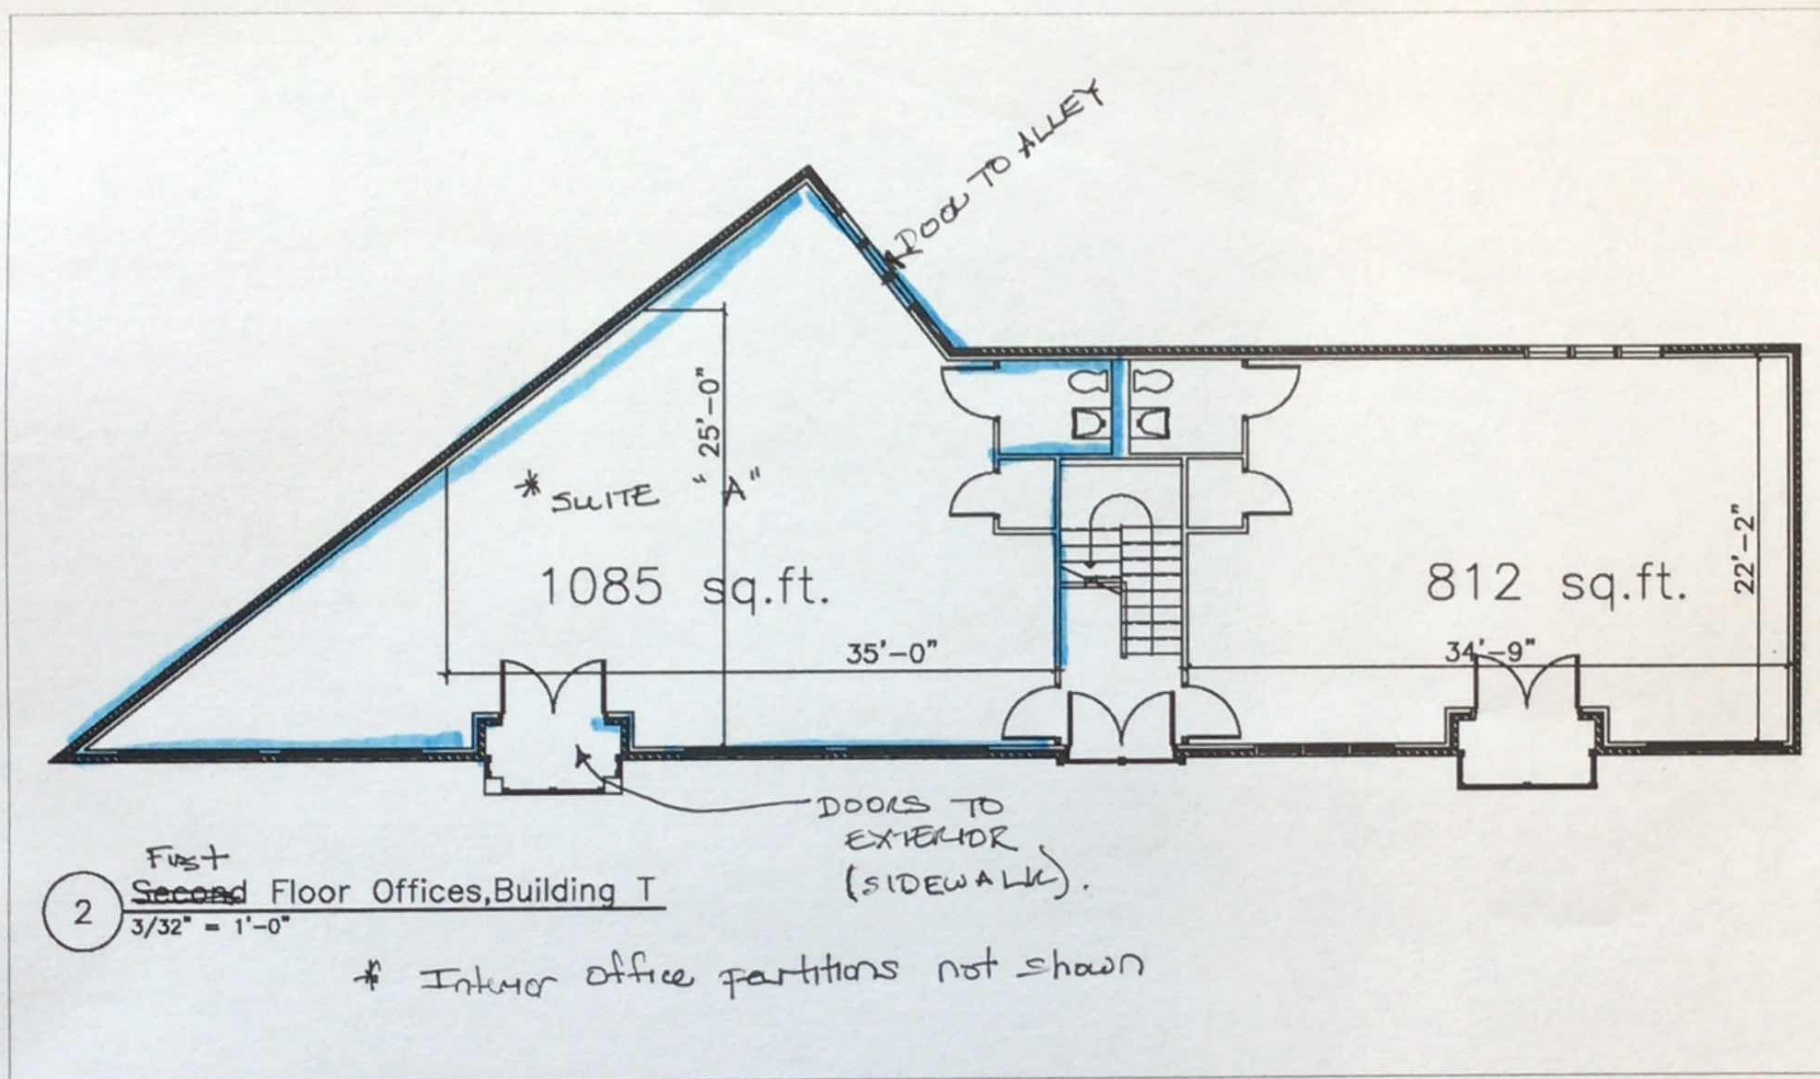 DOOR TO ALLEY
25'-0"
* SUITE "A"
1085 sq.ft.
812 sq.ft.
22'-2"
35'-0"
34'-9"
DOORS TO
EXTERIOR
(SIDEWALK).
First
2 Second Floor Offices,Building T
3/32" = 1'-0"
* Interior office partitions not shown